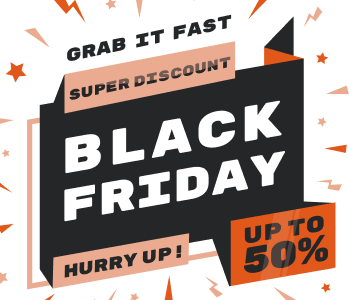 GRAB IT FAST
SUPER DISCOUNT
BLACK
FRIDAY
HURRY UP!
UP TO
50%